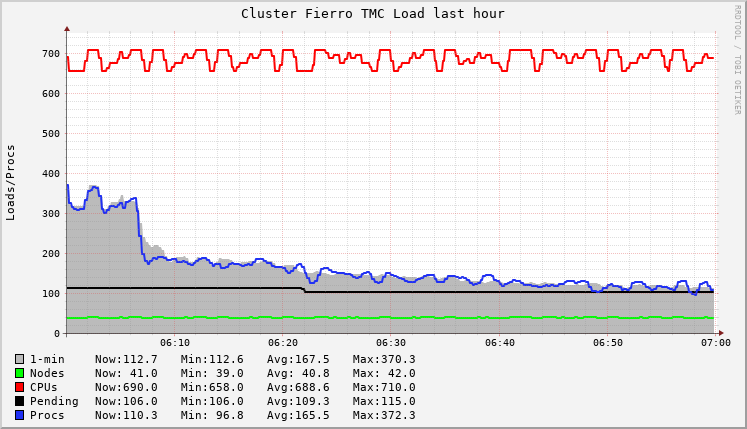 Cluster Fierro TMC Load last hour
RRDTOOL / TOBI OETIKER
Loads/Procs
700
600
500
400
300
200
100
0
06:10 06:20 06:30 06:40 06:50 07:00
1-min Now:112.7 Min:112.6 Avg:167.5 Max:370.3
Nodes Now: 41.0 Min: 39.0 Avg: 40.8 Max: 42.0
CPUs Now:690.0 Min:658.0 Avg:688.6 Max:710.0
Pending Now:106.0 Min:106.0 Avg:109.3 Max:115.0
Procs Now:110.3 Min: 96.8 Avg:165.5 Max:372.3